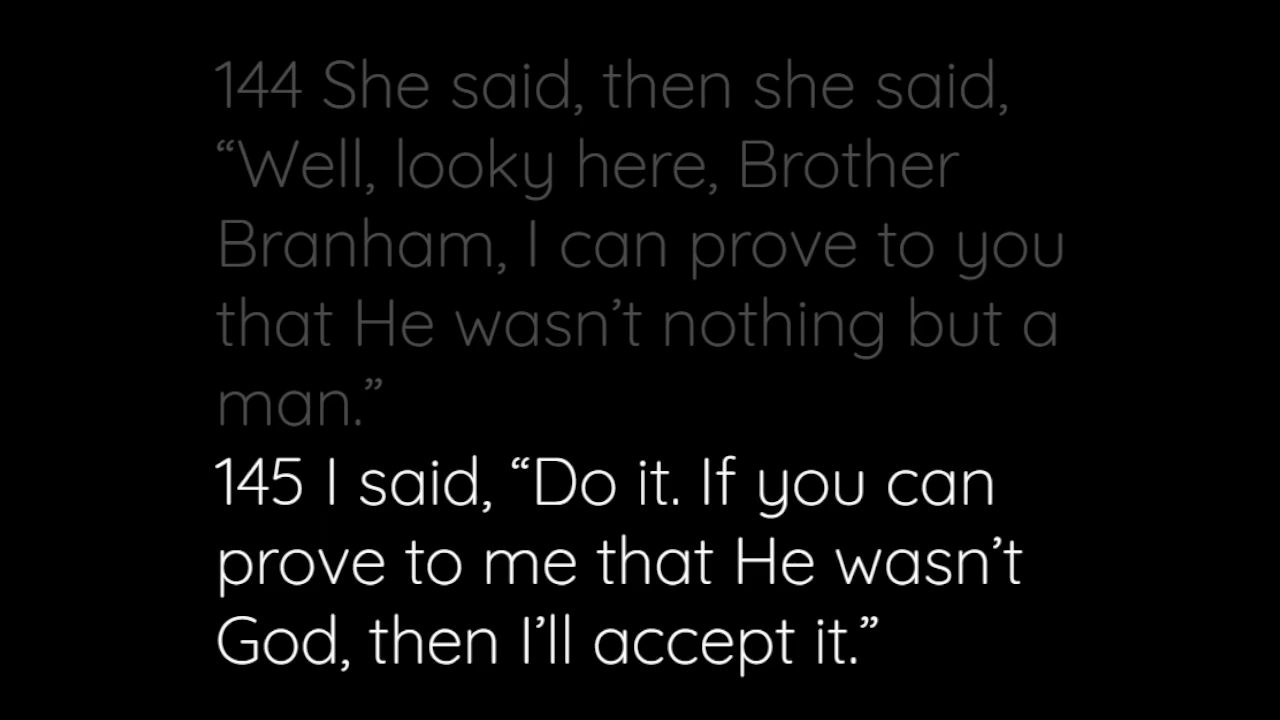 144 She said, then she said,
“Well, looky here, Brother
Branham, I can prove to you
that He wasn’t nothing but a
man.”
145 I said, “Do it. If you can
prove to me that He wasn’t
God, then I’ll accept it.”